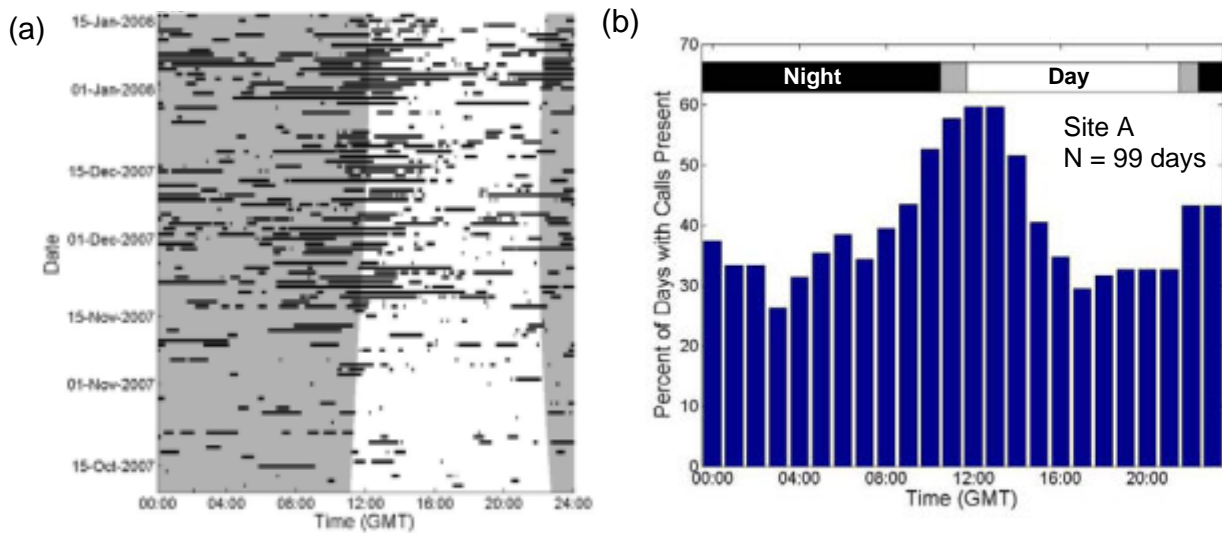 (a)
15-Jan-2008
01-Jan-2008
15-Dec-2007
01-Dec-2007
15-Nov-2007
01-Nov-2007
15-Oct-2007
Date
00:00 04:00 08:00 12:00 16:00 20:00 24:00
Time (GMT)
(b)
70
60
50
40
30
20
10
0
Percent of Days with Calls Present
Night Day
Site A
N = 99 days
00:00 04:00 08:00 12:00 16:00 20:00
Time (GMT)